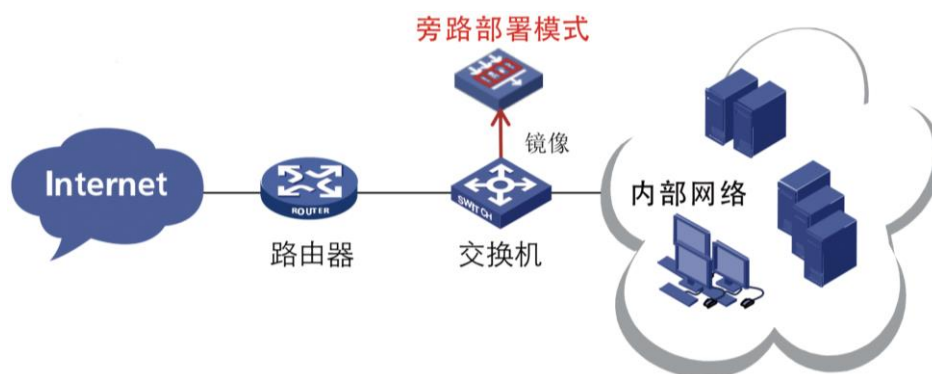 旁路部署模式
镜像
Internet
ROUTER
SWITCH
内部网络
路由器
交换机